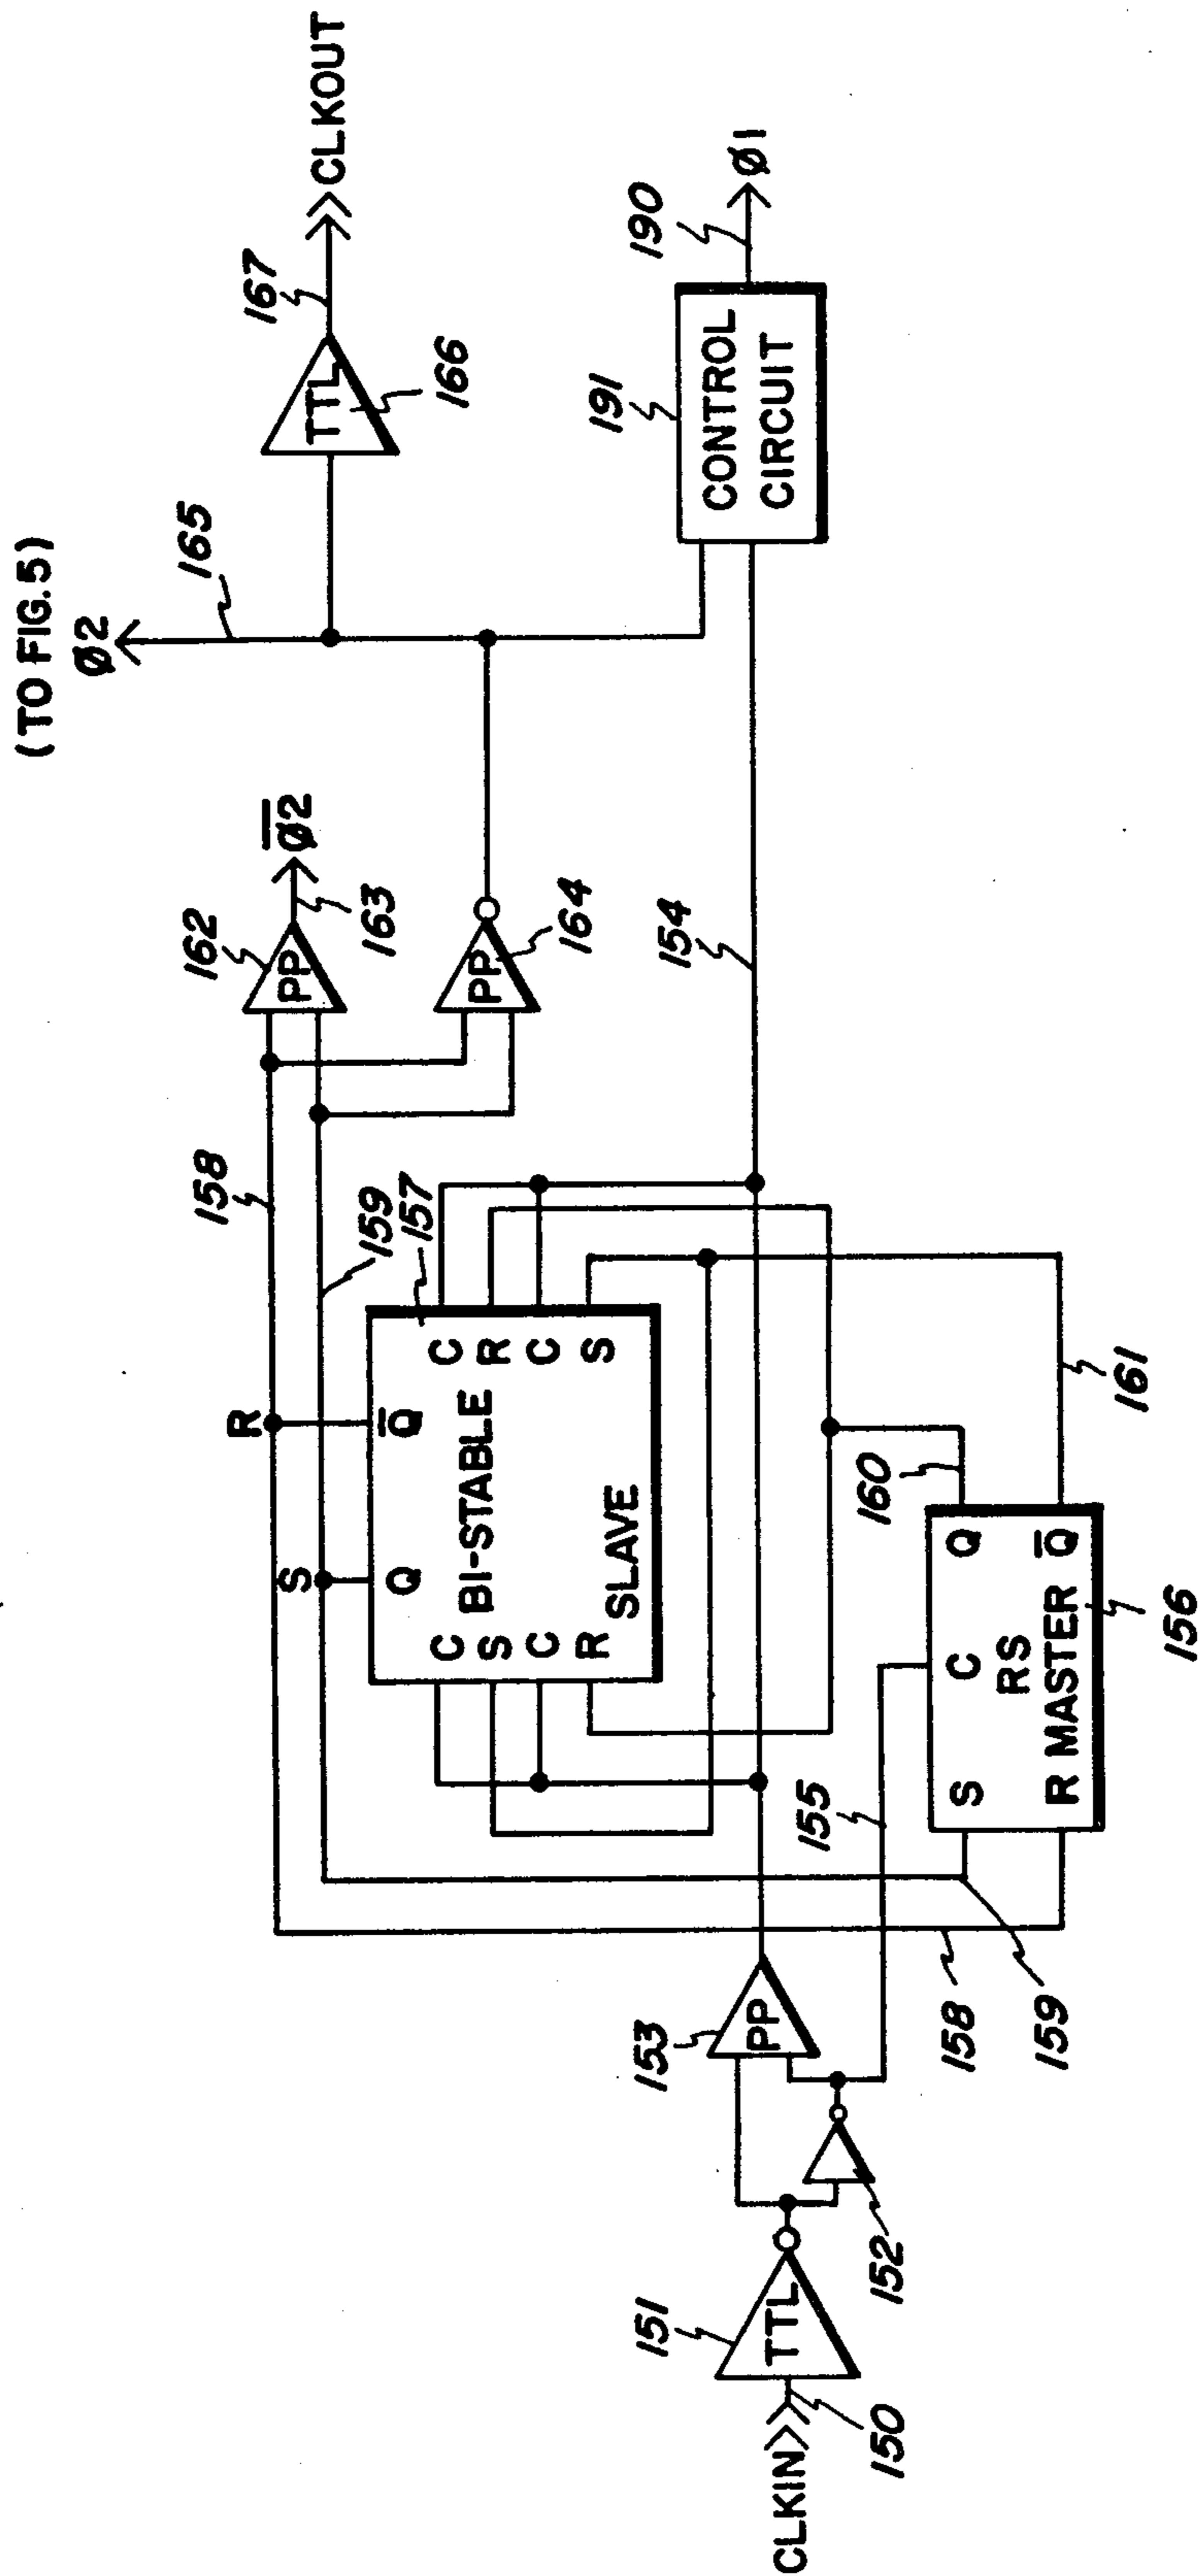 (TO FIG. 5)
Ø2
165
167
CLKOUT
TTL
166
Ø̅2̅
162
PP
163
PP
164
191
CONTROL
CIRCUIT
190
Ø1
154
158
159
157
R
S
Q
Q̅
C
S
C
R
BI-STABLE
SLAVE
C
R
C
S
160
161
S
C
Q
RS
R MASTER
Q̅
156
155
158
159
153
PP
152
151
TTL
150
CLKIN